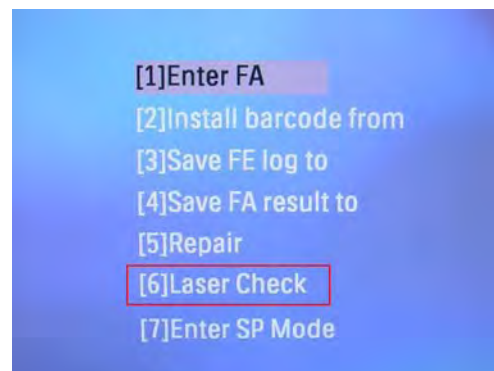 [1]Enter FA
[2]Install barcode from
[3]Save FE log to
[4]Save FA result to
[5]Repair
[6]Laser Check
[7]Enter SP Mode